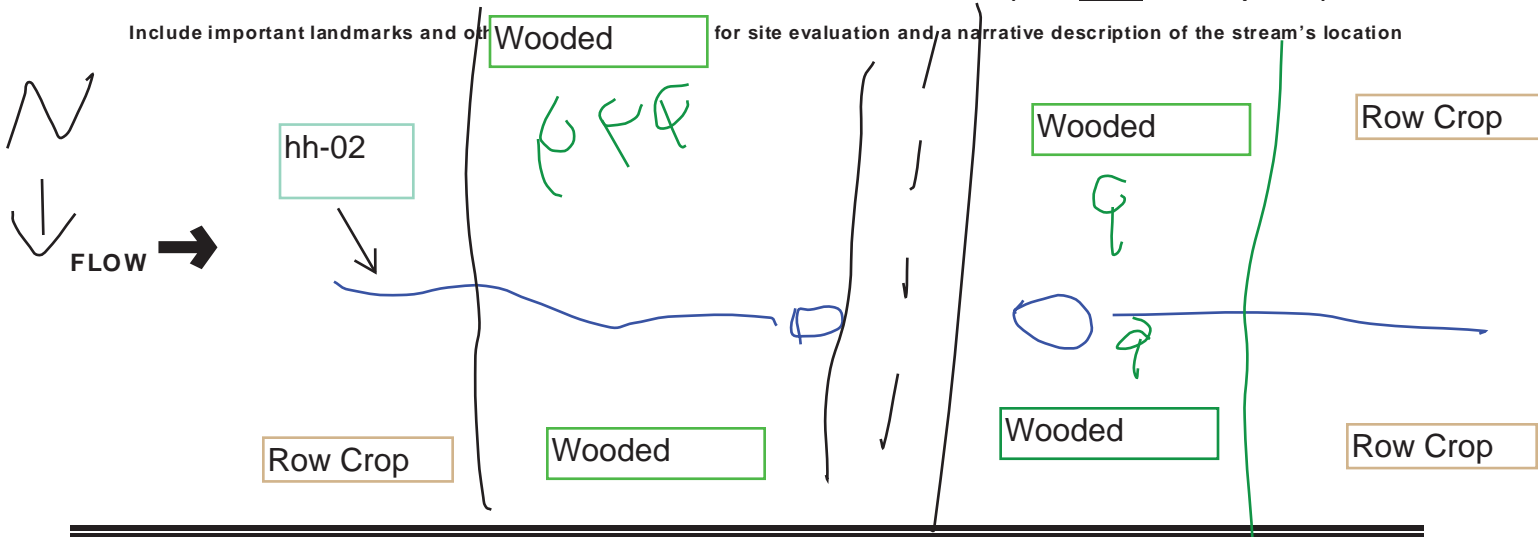 Wooded
Include important landmarks and oth for site evaluation and a narrative description of the stream's location
N
Row Crop
Wooded
hh-02
FLOW
Wooded
Wooded
Row Crop
Row Crop